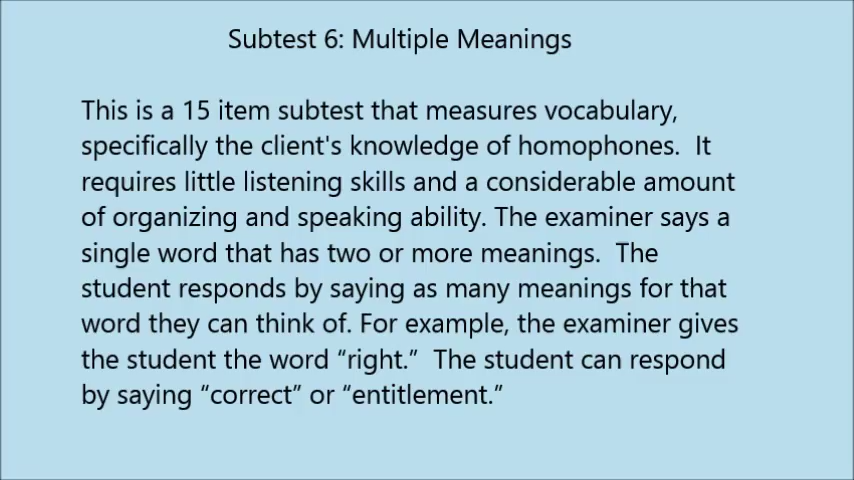 Subtest 6: Multiple Meanings
This is a 15 item subtest that measures vocabulary,
specifically the client's knowledge of homophones.  It
requires little listening skills and a considerable amount
of organizing and speaking ability. The examiner says a
single word that has two or more meanings.  The
student responds by saying as many meanings for that
word they can think of. For example, the examiner gives
the student the word “right.”  The student can respond
by saying “correct” or “entitlement.”